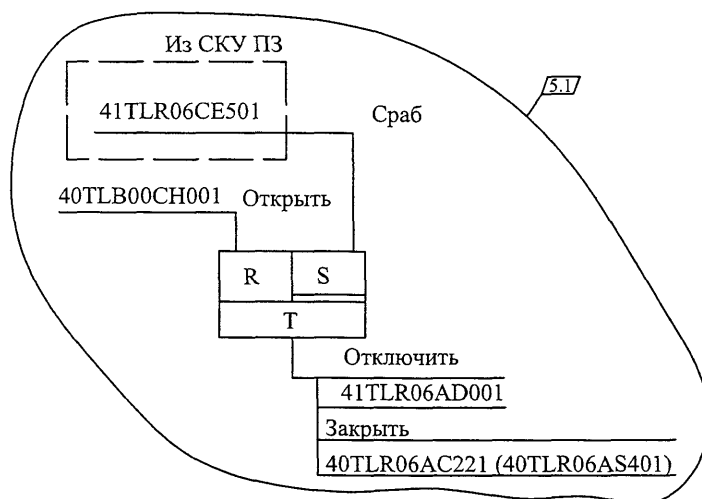 Из СКУ ПЗ
5.1
41TLR06CE501
Сраб
40TLB00CH001 Открыть
R S
T
Отключить
41TLR06AD001
Закрыть
40TLR06AC221 (40TLR06AS401)